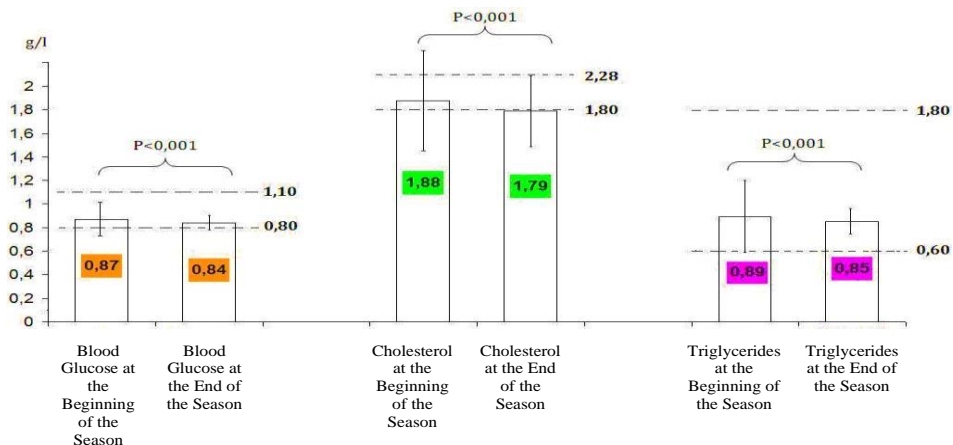 P<0,001
g/l
2
1,8
1,6
1,4
1,2
1
0,8
0,6
0,4
0,2
0
P<0,001
1,10
0,80
0,87
0,84
2,28
1,80
1,88
1,79
1,80
P<0,001
0,60
0,89
0,85
Blood
Glucose at
the
Beginning
of the
Season
Blood
Glucose at
the End of
the Season
Cholesterol
at the
Beginning
of the
Season
Cholesterol
at the End
of the
Season
Triglycerides
at the
Beginning of
the Season
Triglycerides
at the End of
the Season